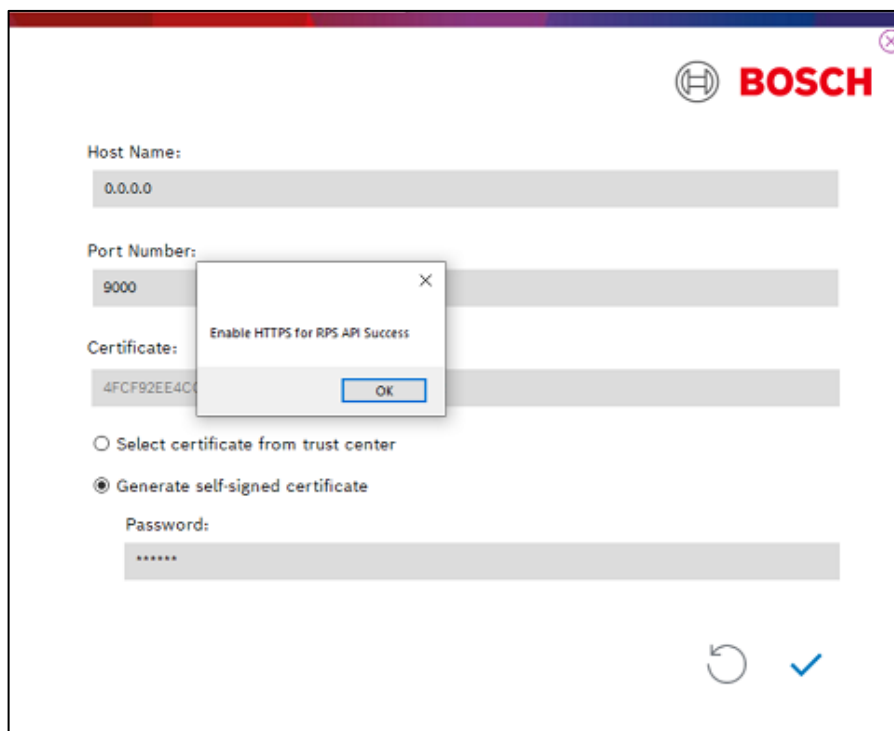 BOSCH
Host Name:
0.0.0.0
Port Number:
9000
Enable HTTPS for RPS API Success
Certificate:
OK
Select certificate from trust center
Generate self-signed certificate
Password:
******